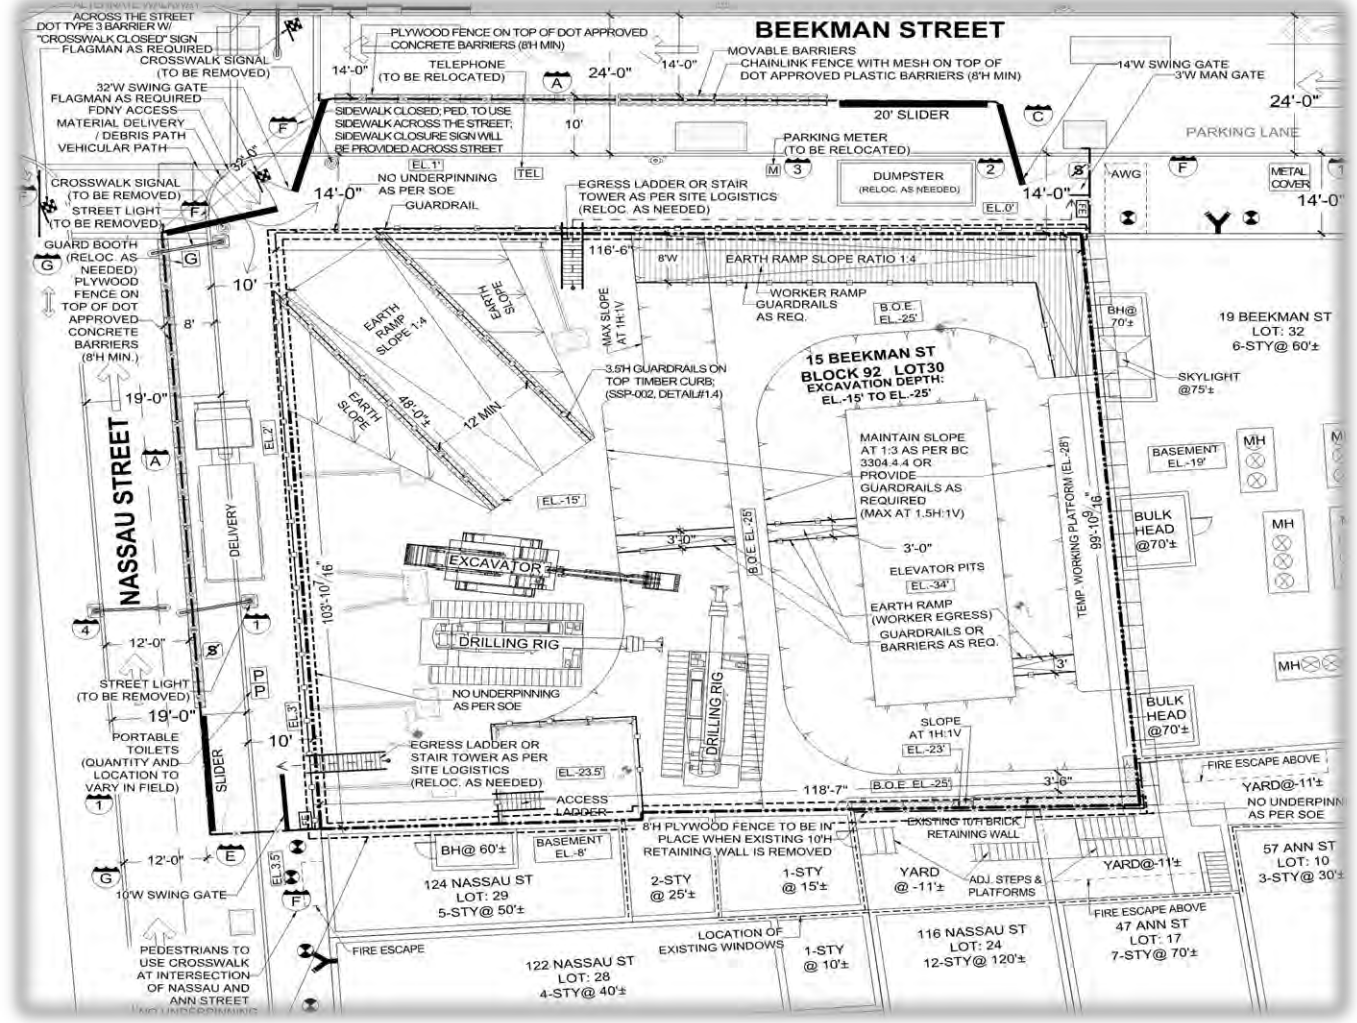 ALTERNATE WALKWAY
ACROSS THE STREET
DOT TYPE 3 BARRIER W/
"CROSSWALK CLOSED" SIGN
FLAGMAN AS REQUIRED
CROSSWALK SIGNAL
(TO BE REMOVED)
32'W SWING GATE
FLAGMAN AS REQUIRED
FDNY ACCESS
MATERIAL DELIVERY
/ DEBRIS PATH
VEHICULAR PATH
CROSSWALK SIGNAL
(TO BE REMOVED)
STREET LIGHT
(TO BE REMOVED)
GUARD BOOTH
(RELOC. AS
NEEDED)
PLYWOOD
FENCE ON
TOP OF DOT
APPROVED
CONCRETE
BARRIERS
(8'H MIN.)
PLYWOOD FENCE ON TOP OF DOT APPROVED
CONCRETE BARRIERS (8'H MIN)
TELEPHONE
(TO BE RELOCATED)
14'-0"
24'-0"
14'-0"
A
10'
BEEKMAN STREET
MOVABLE BARRIERS
CHAINLINK FENCE WITH MESH ON TOP OF
DOT APPROVED PLASTIC BARRIERS (8'H MIN)
14'W SWING GATE
3'W MAN GATE
24'-0"
PARKING LANE
20' SLIDER
C
F
SIDEWALK CLOSED; PED. TO USE
SIDEWALK ACROSS THE STREET;
SIDEWALK CLOSURE SIGN WILL
BE PROVIDED ACROSS STREET
PARKING METER
(TO BE RELOCATED)
M
3
2
DUMPSTER
(RELOC. AS NEEDED)
EL.1'
TEL
NO UNDERPINNING
AS PER SOE
GUARDRAIL
EGRESS LADDER OR STAIR
TOWER AS PER SITE LOGISTICS
(RELOC. AS NEEDED)
EL.0'
14'-0"
FE
S
AWG
F
METAL
COVER
1
14'-0"
Y
32'-0"
14'-0"
F
G
G
10'
8'
116'-6"
8'W
EARTH RAMP SLOPE RATIO 1:4
WORKER RAMP
GUARDRAILS
AS REQ.
B.O.E
EL.-25'
EARTH
SLOPE
EARTH
RAMP
SLOPE 1:4
MAX SLOPE
AT 1H:1V
BH@
70'±
19 BEEKMAN ST
LOT: 32
6-STY@ 60'±
SKYLIGHT
@75'±
15 BEEKMAN ST
BLOCK 92 LOT30
EXCAVATION DEPTH:
EL.-15' TO EL.-25'
3.5'H GUARDRAILS ON
TOP TIMBER CURB;
(SSP-002, DETAIL#1.4)
EARTH
SLOPE
48'-0"±
12' MIN.
NASSAU STREET
19'-0"
A
EL.2'
DELIVERY
MAINTAIN SLOPE
AT 1:3 AS PER BC
3304.4.4 OR
PROVIDE
GUARDRAILS AS
REQUIRED
(MAX AT 1.5H:1V)
TEMP. WORKING PLATFORM (EL.-28')
99'-10 9/16"
BASEMENT
EL.-19'
MH
BULK
HEAD
@70'±
MH
EL.-15'
B.O.E. EL.-25'
3'-0"
3'-0"
ELEVATOR PITS
EL.-34'
EXCAVATOR
103'-10 7/16"
DRILLING RIG
DRILLING RIG
EARTH RAMP
(WORKER EGRESS)
GUARDRAILS OR
BARRIERS AS REQ.
3'
MH
4
1
12'-0"
S
STREET LIGHT
(TO BE REMOVED)
P
P
19'-0"
EL.3'
10'
NO UNDERPINNING
AS PER SOE
PORTABLE
TOILETS
(QUANTITY AND
LOCATION TO
VARY IN FIELD)
SLIDER
EGRESS LADDER OR
STAIR TOWER AS PER
SITE LOGISTICS
(RELOC. AS NEEDED)
EL.-23.5'
ACCESS
LADDER
SLOPE
AT 1H:1V
EL.-23'
B.O.E. EL.-25'
118'-7"
3'-6"
BULK
HEAD
@70'±
FIRE ESCAPE ABOVE
YARD@-11'±
NO UNDERPINN
AS PER SOE
1
E
FE
G
12'-0"
10'W SWING GATE
EL.3.5'
F
BH@ 60'±
BASEMENT
EL.-8'
8'H PLYWOOD FENCE TO BE IN
PLACE WHEN EXISTING 10'H
RETAINING WALL IS REMOVED
EXISTING 10'H BRICK
RETAINING WALL
124 NASSAU ST
LOT: 29
5-STY@ 50'±
2-STY
@ 25'±
1-STY
@ 15'±
YARD
@ -11'±
ADJ. STEPS &
PLATFORMS
YARD@-11'±
57 ANN ST
LOT: 10
3-STY@ 30'±
FIRE ESCAPE ABOVE
47 ANN ST
LOT: 17
7-STY@ 70'±
PEDESTRIANS TO
USE CROSSWALK
AT INTERSECTION
OF NASSAU AND
ANN STREET
NO UNDERPINNING
Y
FIRE ESCAPE
122 NASSAU ST
LOT: 28
4-STY@ 40'±
LOCATION OF
EXISTING WINDOWS
1-STY
@ 10'±
116 NASSAU ST
LOT: 24
12-STY@ 120'±